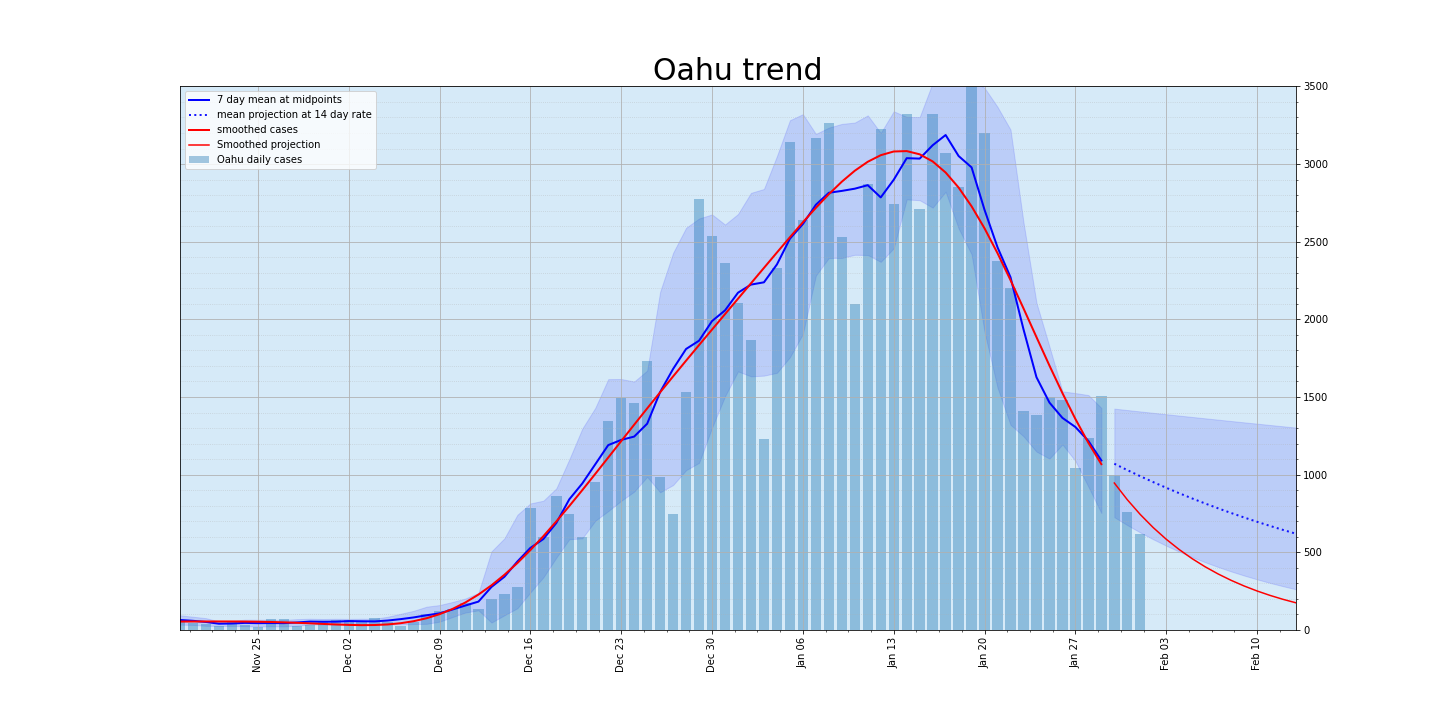 Oahu trend
7 day mean at midpoints
mean projection at 14 day rate
smoothed cases
Smoothed projection
Oahu daily cases
3500
3000
2500
2000
1500
1000
500
0
Nov 25
Dec 02
Dec 09
Dec 16
Dec 23
Dec 30
Jan 06
Jan 13
Jan 20
Jan 27
Feb 03
Feb 10